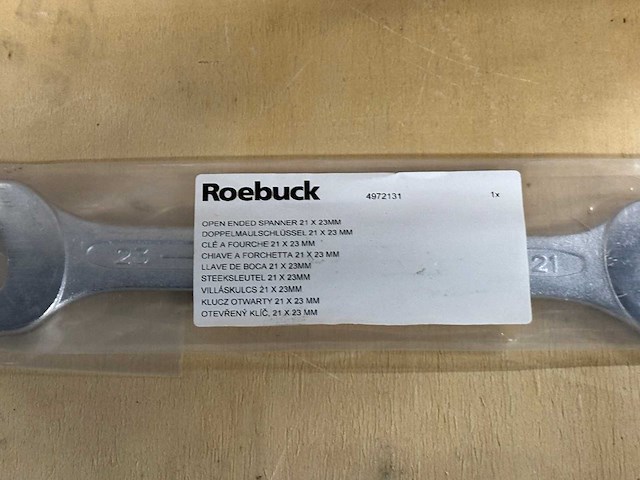 Roebuck 4972131 1x
OPEN ENDED SPANNER 21 X 23MM
DOPPELMAULSCHLÜSSEL 21 X 23 MM
CLÉ A FOURCHE 21 X 23 MM
CHIAVE A FORCHETTA 21 X 23 MM
LLAVE DE BOCA 21 X 23MM
STEEKSLEUTEL 21 X 23MM
VILLÁSKULCS 21 X 23MM
KLUCZ OTWARTY 21 X 23 MM
OTEVŘENÝ KLÍČ, 21 X 23 MM
23
21